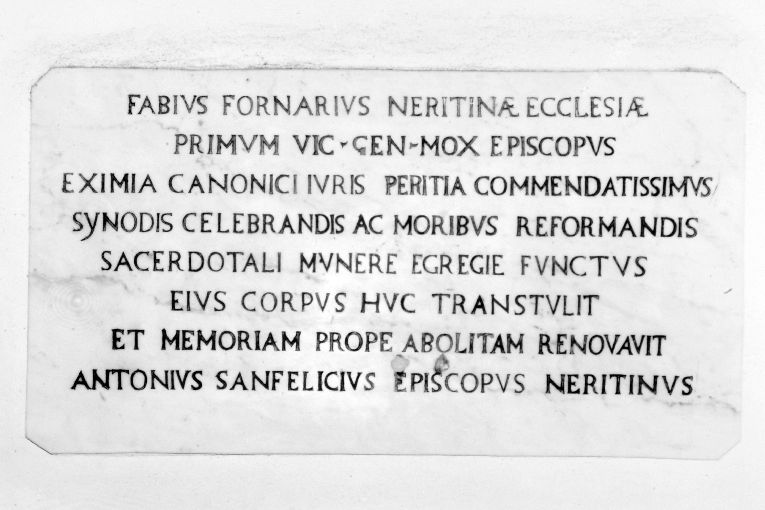 FABIVS FORNARIVS NERITINÆ ECCLESIÆ
PRIMVM VIC·GEN·MOX EPISCOPVS
EXIMIA CANONICI IVRIS PERITIA COMMENDATISSIMVS
SYNODIS CELEBRANDIS AC MORIBVS REFORMANDIS
SACERDOTALI MVNERE EGREGIE FVNCTVS
EIVS CORPVS HVC TRANSTVLIT
ET MEMORIAM PROPE ABOLITAM RENOVAVIT
ANTONIVS SANFELICIVS EPISCOPVS NERITINVS